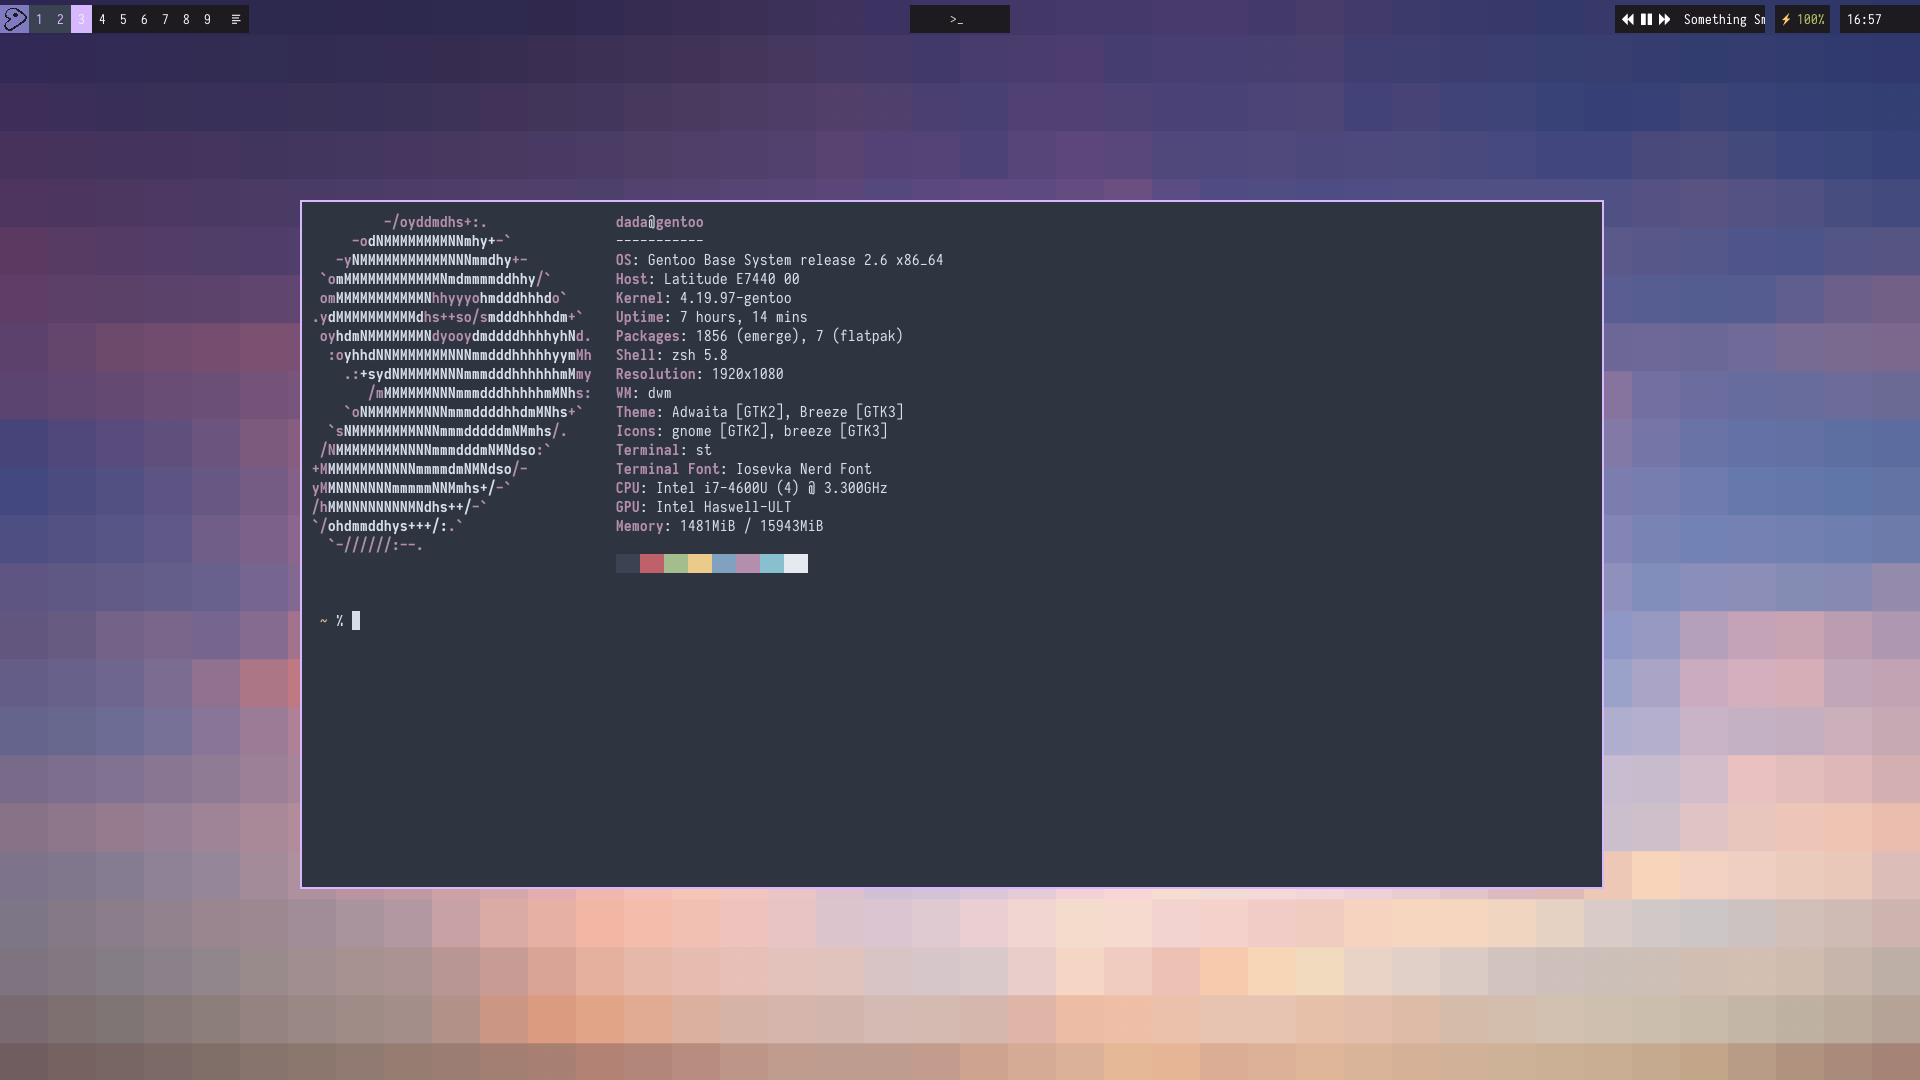 1 2 3 4 5 6 7 8 9
>_
Something Sm
100%
16:57
-/oyddmdhs+:.
-odNMMMMMMMMNNmhy+-`
-yNMMMMMMMMMMMNNNmmdhy+-
`omMMMMMMMMMMMMNmdmmmmddhhy/`
omMMMMMMMMMMMNhhyyyohmdddhhhdo`
.ydMMMMMMMMMMdhs++so/smdddhhhhdm+`
oyhdmNMMMMMMMNdyooydmddddhhhhyhNd.
:oyhhdNNMMMMMMMNNNmmdddhhhhhyymMh
.:+sydNMMMMMNNNmmmdddhhhhhhmMmy
/mMMMMMMNNNmmmdddhhhhhmMNhs:
`oNMMMMMMMNNNmmmddddhhdmMNhs+`
`sNMMMMMMMMNNNmmmdddddmNMmhs/.
/NMMMMMMMMNNNNmmmdddmNMNdso:`
+MMMMMMMNNNNNmmmmdmNMNdso/-
yMMNNNNNNNmmmmmNNMmhs+/-`
/hMMNNNNNNNNMNdhs++/-`
`/ohdmmddhys+++/:.`
`-//////:--.
dada@gentoo
-----------
OS: Gentoo Base System release 2.6 x86_64
Host: Latitude E7440 00
Kernel: 4.19.97-gentoo
Uptime: 7 hours, 14 mins
Packages: 1856 (emerge), 7 (flatpak)
Shell: zsh 5.8
Resolution: 1920x1080
WM: dwm
Theme: Adwaita [GTK2], Breeze [GTK3]
Icons: gnome [GTK2], breeze [GTK3]
Terminal: st
Terminal Font: Iosevka Nerd Font
CPU: Intel i7-4600U (4) @ 3.300GHz
GPU: Intel Haswell-ULT
Memory: 1481MiB / 15943MiB
~ %